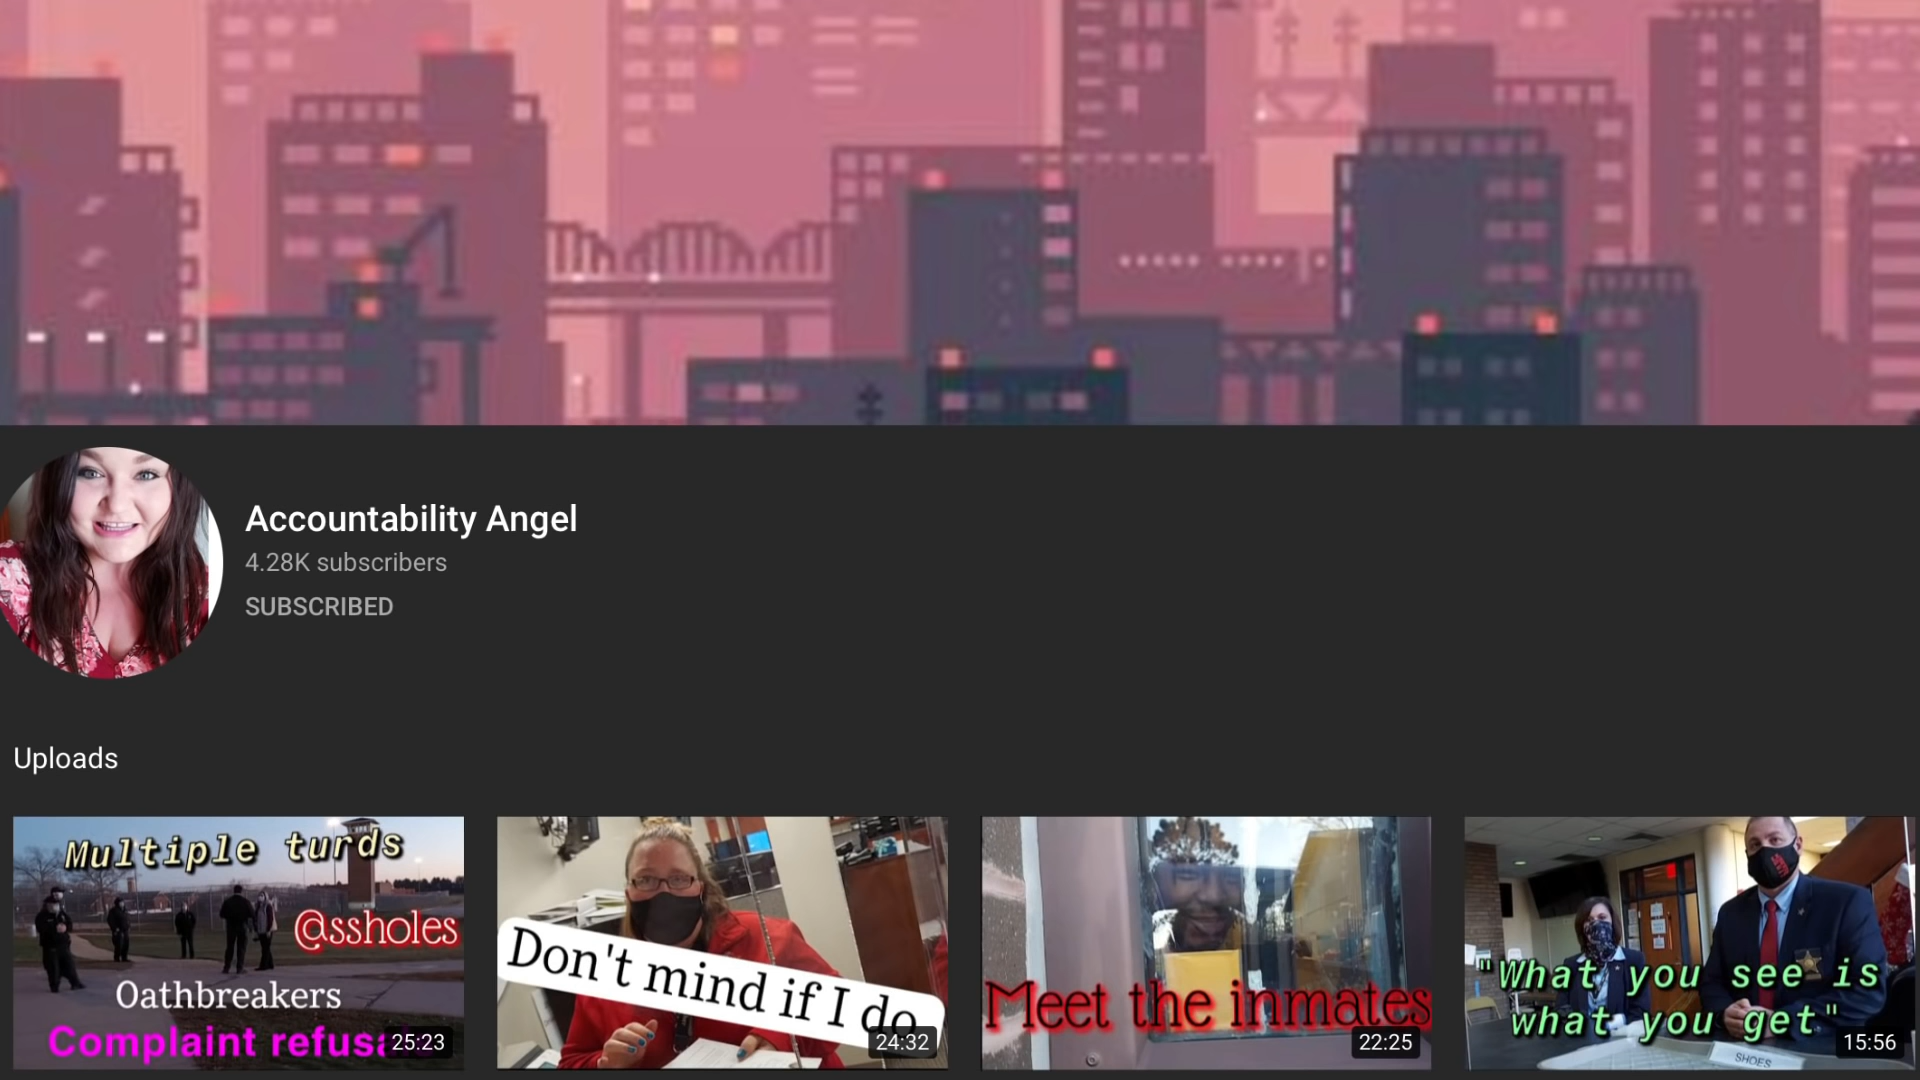 Accountability Angel
4.28K subscribers
SUBSCRIBED
Uploads
Multiple turds
@ssholes
Oathbreakers
Complaint
25:23
Don't mind if I do
24:32
Meet the inmates
22:25
"What you see is
what you get"
SHOES
15:56